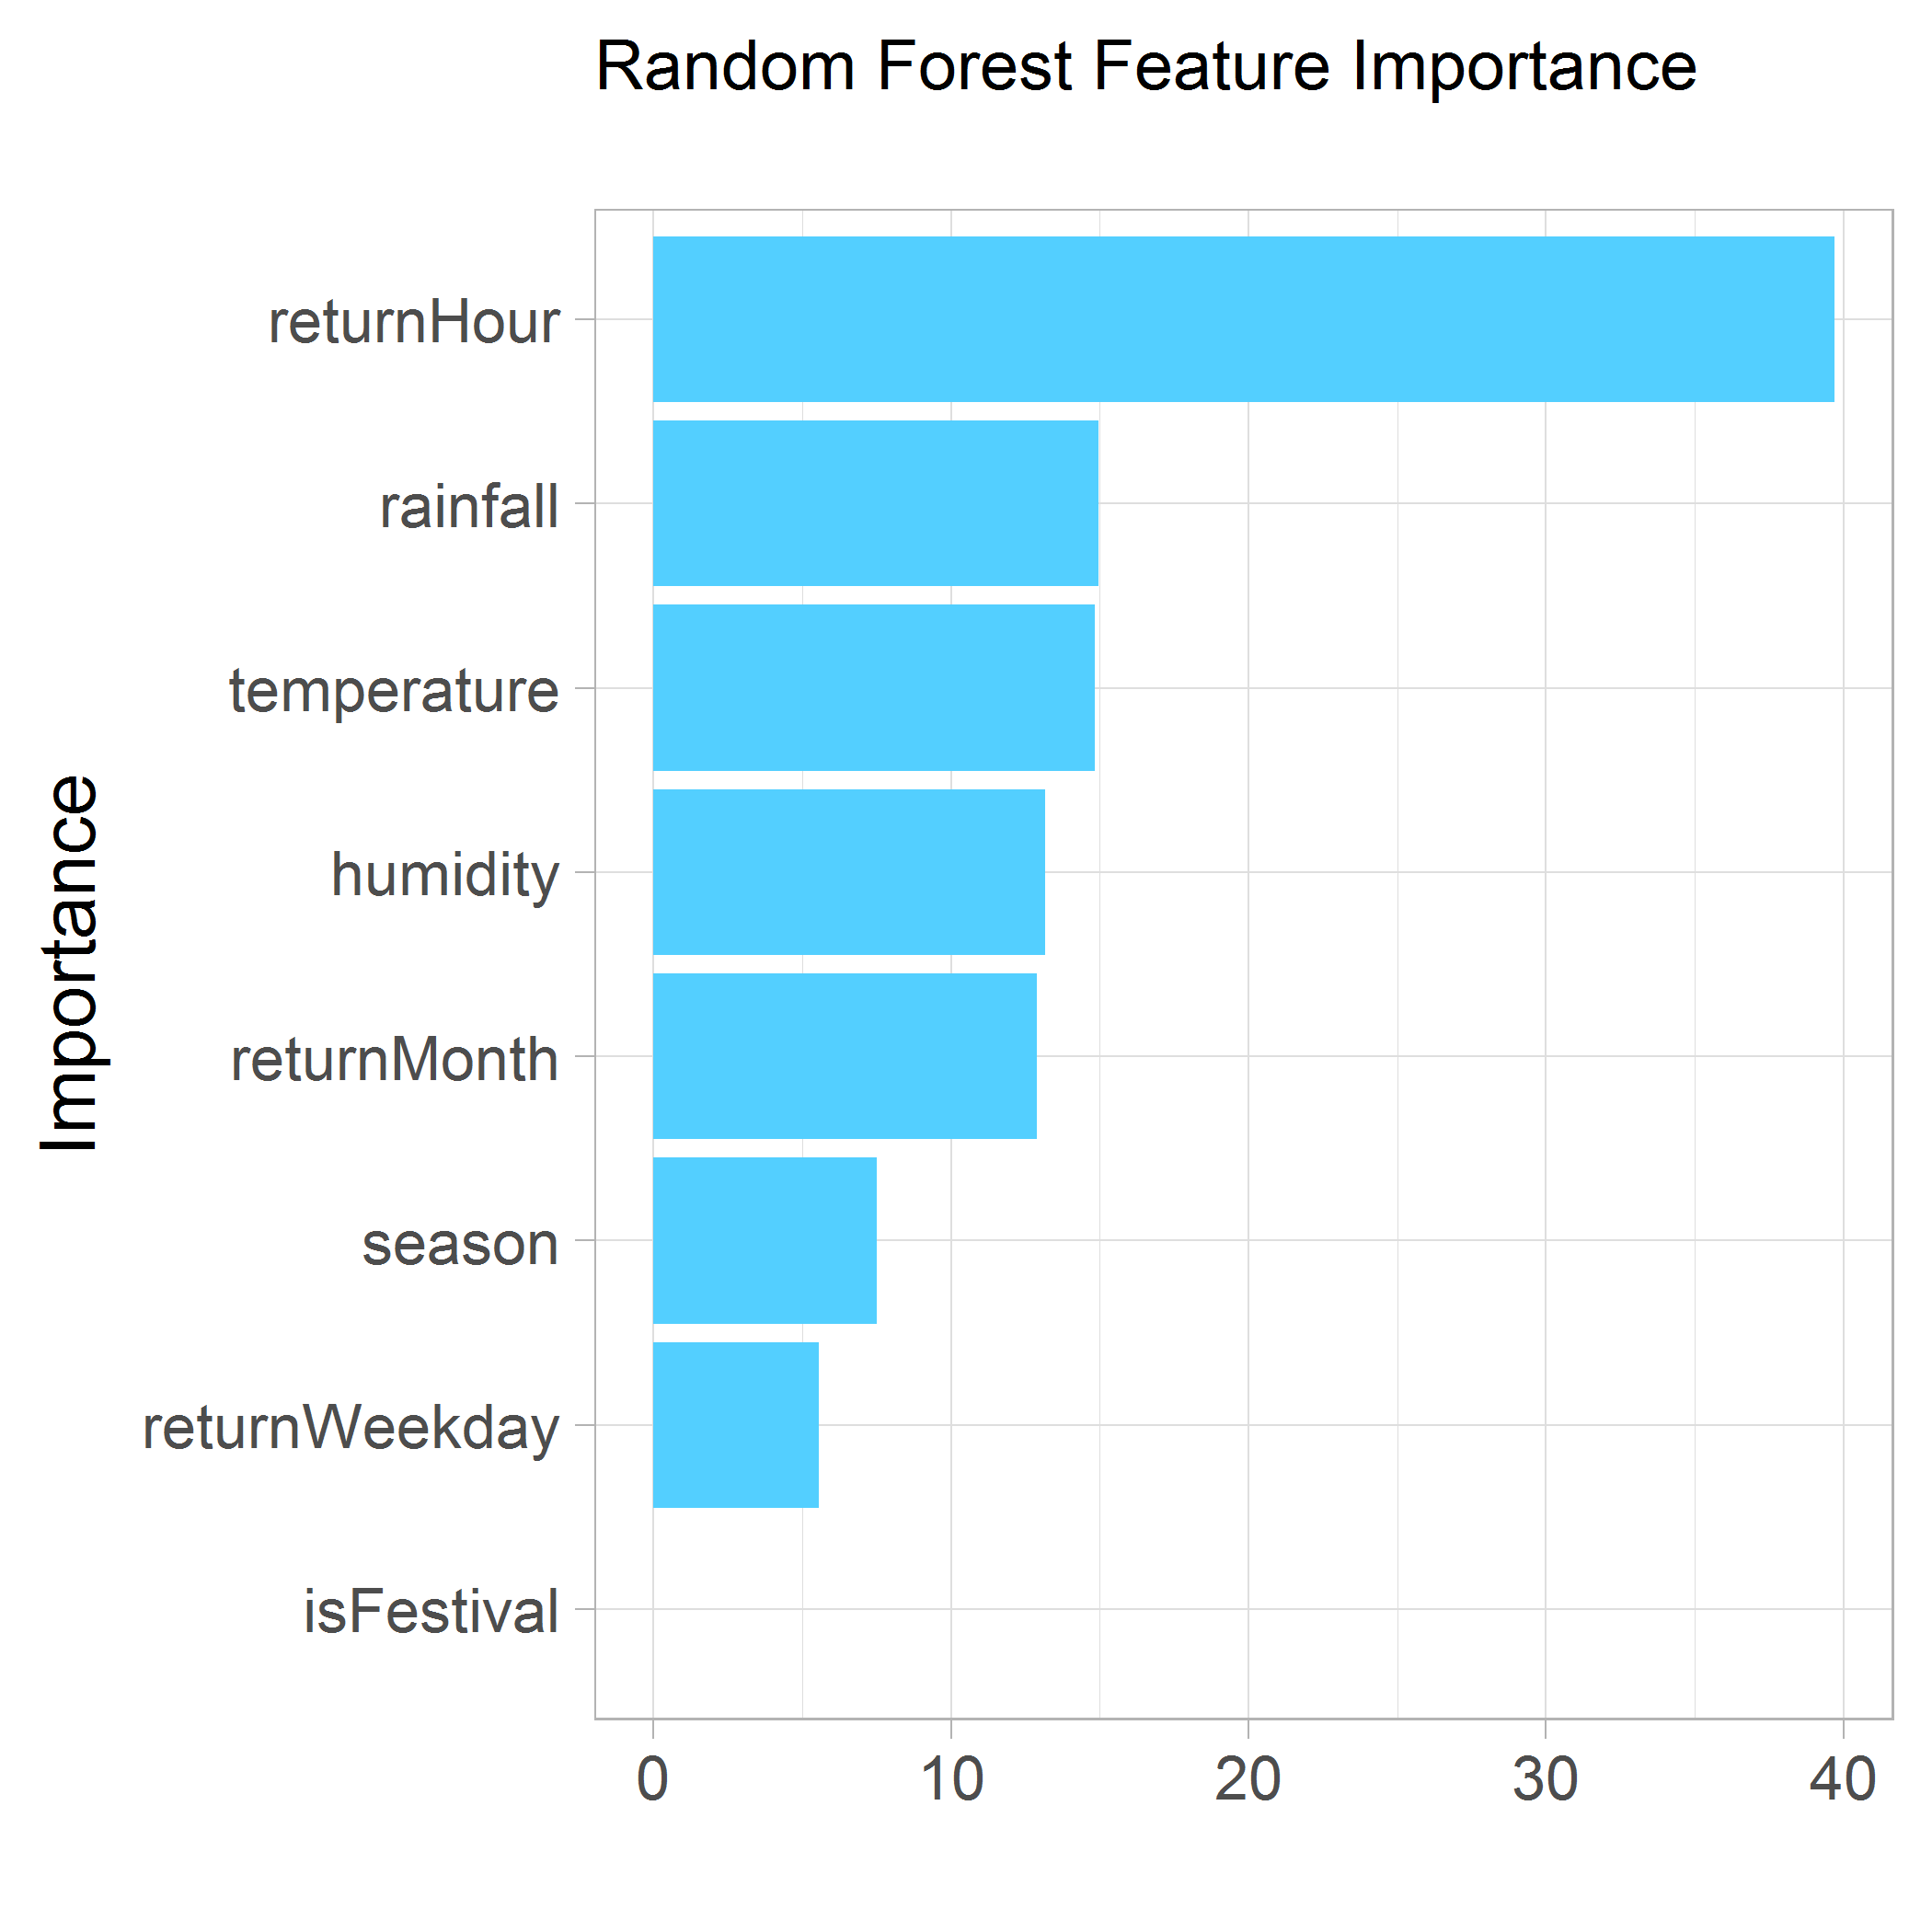 Random Forest Feature Importance
Importance
returnHour
rainfall
temperature
humidity
returnMonth
season
returnWeekday
isFestival
0 10 20 30 40